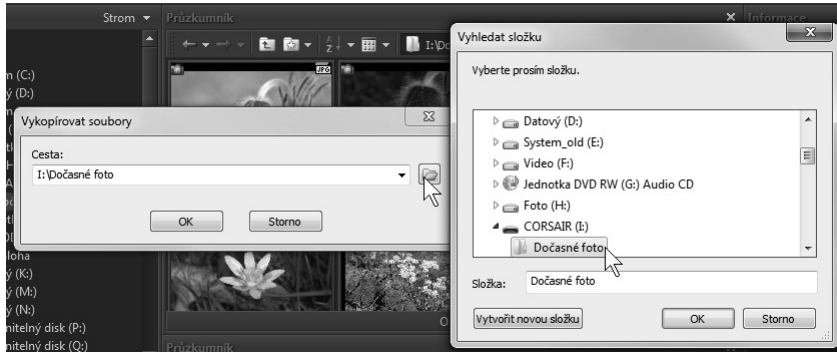 Strom
Průzkumník
Informace
I:\Do
JPG
m (C:)
ý (D:)
Vykopírovat soubory
Cesta:
I:\Dočasné foto
OK
Storno
loha
ý (K:)
ý (M:)
ý (N:)
nitelný disk (P:)
nitelný disk (Q:)
Průzkumník
Vyhledat složku
Vyberte prosím složku.
Datový (D:)
System_old (E:)
Video (F:)
Jednotka DVD RW (G:) Audio CD
Foto (H:)
CORSAIR (I:)
Dočasné foto
Složka:
Dočasné foto
Vytvořit novou složku
OK
Storno